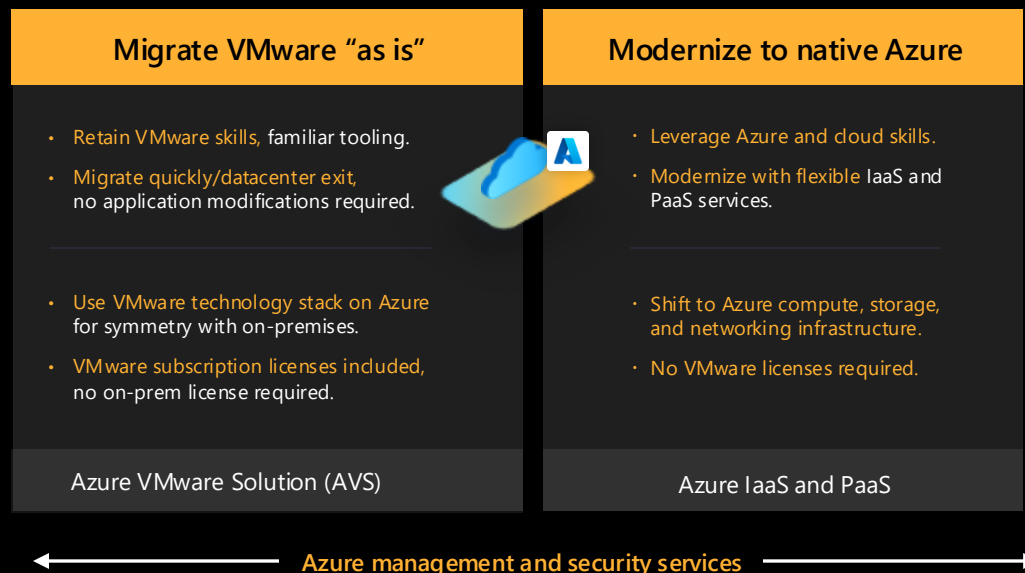 Migrate VMware “as is”
• Retain VMware skills, familiar tooling.
• Migrate quickly/datacenter exit,
no application modifications required.
• Use VMware technology stack on Azure
for symmetry with on-premises.
• VMware subscription licenses included,
no on-prem license required.
Azure VMware Solution (AVS)
Modernize to native Azure
• Leverage Azure and cloud skills.
• Modernize with flexible IaaS and
PaaS services.
• Shift to Azure compute, storage,
and networking infrastructure.
• No VMware licenses required.
Azure IaaS and PaaS
Azure management and security services